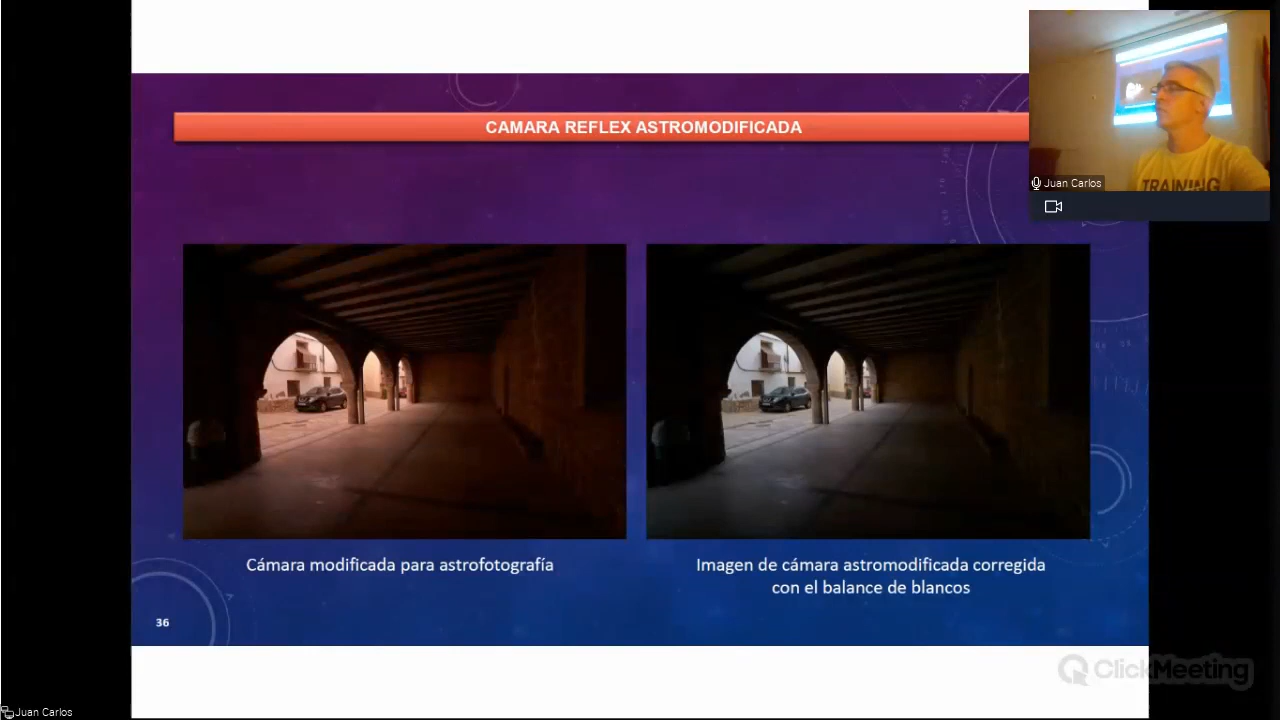 CAMARA REFLEX ASTROMODIFICADA
Juan Carlos
TRAINING
Cámara modificada para astrofotografía
Imagen de cámara astromodificada corregida
con el balance de blancos
36
ClickMeeting
Juan Carlos